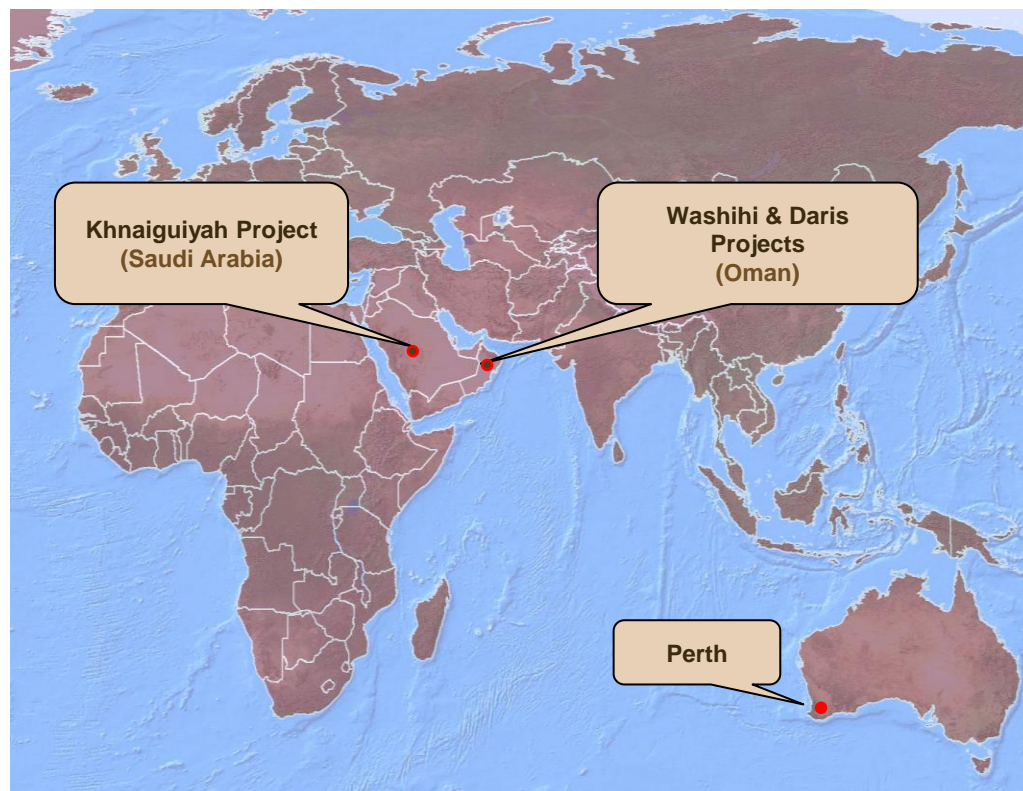 Khnaiguiyah Project
(Saudi Arabia)
Washihi & Daris
Projects
(Oman)
Perth